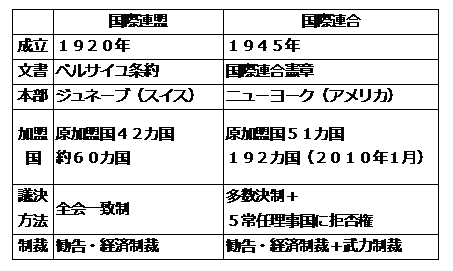 国際連盟 国際連合
成立 1920年 1945年
文書 ベルサイユ条約 国際連合憲章
本部 ジュネーブ(スイス) ニューヨーク(アメリカ)
加盟国 原加盟国42カ国 原加盟国51カ国
約60カ国 192カ国(2010年1月)
議決方法 全会一致制 多数決制+
5常任理事国に拒否権
制裁 勧告・経済制裁 勧告・経済制裁+武力制裁